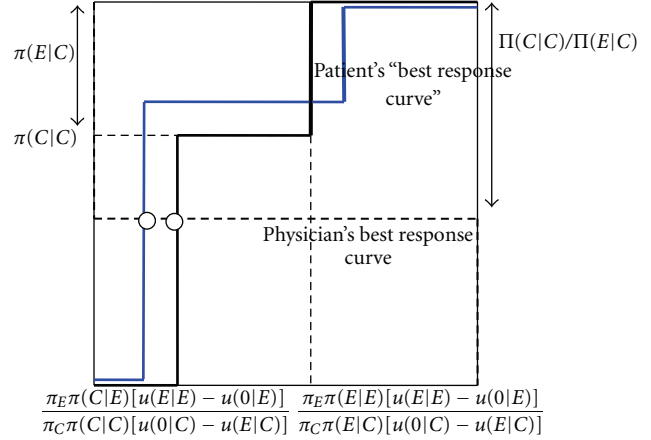 π(E|C)
Π(C|C)/Π(E|C)
Patient's “best response
curve”
π(C|C)
Physician's best response
curve
π_E π(C|E)[u(E|E) − u(0|E)]
π_C π(C|C)[u(0|C) − u(E|C)]
π_E π(E|E)[u(E|E) − u(0|E)]
π_C π(E|C)[u(0|C) − u(E|C)]